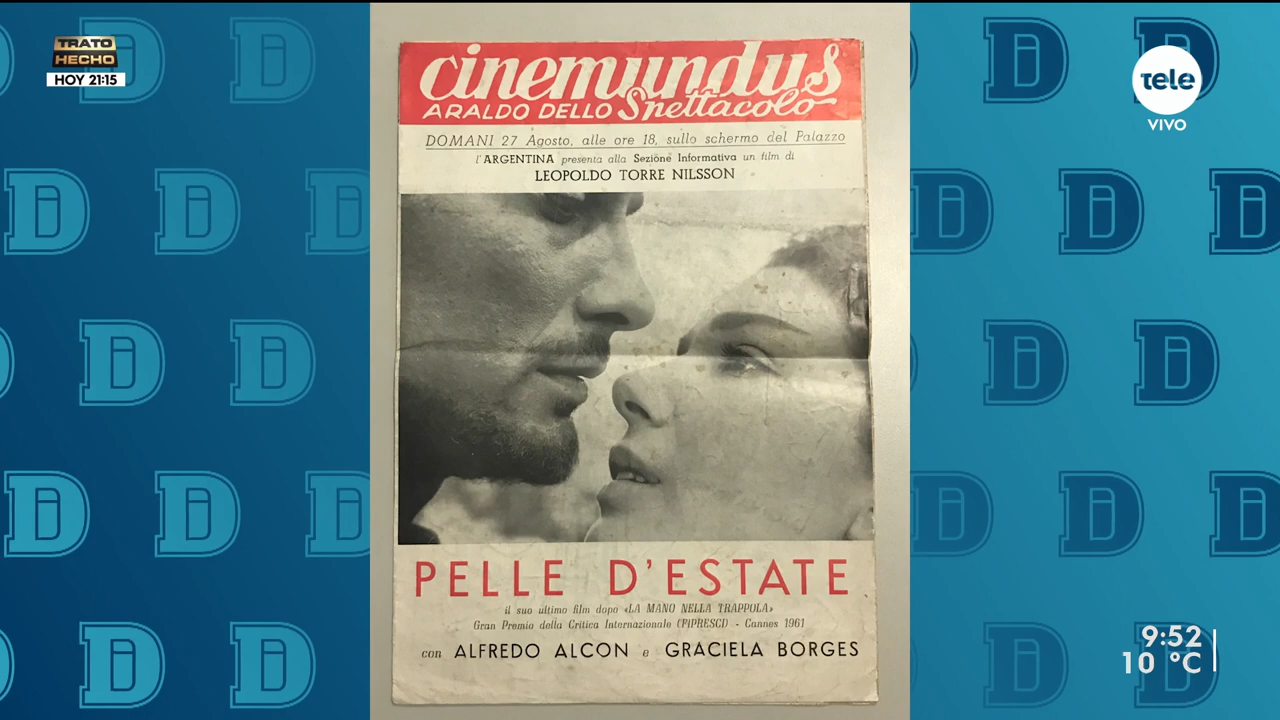 TRATO
HECHO
HOY 21:15
tele
VIVO
cinemundus
ARALDO DELLO Spettacolo
DOMANI 27 Agosto, alle ore 18, sullo schermo del Palazzo
l'ARGENTINA presenta alla Sezione Informativa un film di
LEOPOLDO TORRE NILSSON
PELLE D'ESTATE
il suo ultimo film dopo «LA MANO NELLA TRAPPOLA»
Gran Premio della Critica Internazionale (FIPRESCI) - Cannes 1961
con ALFREDO ALCON e GRACIELA BORGES
9:52
10 °C